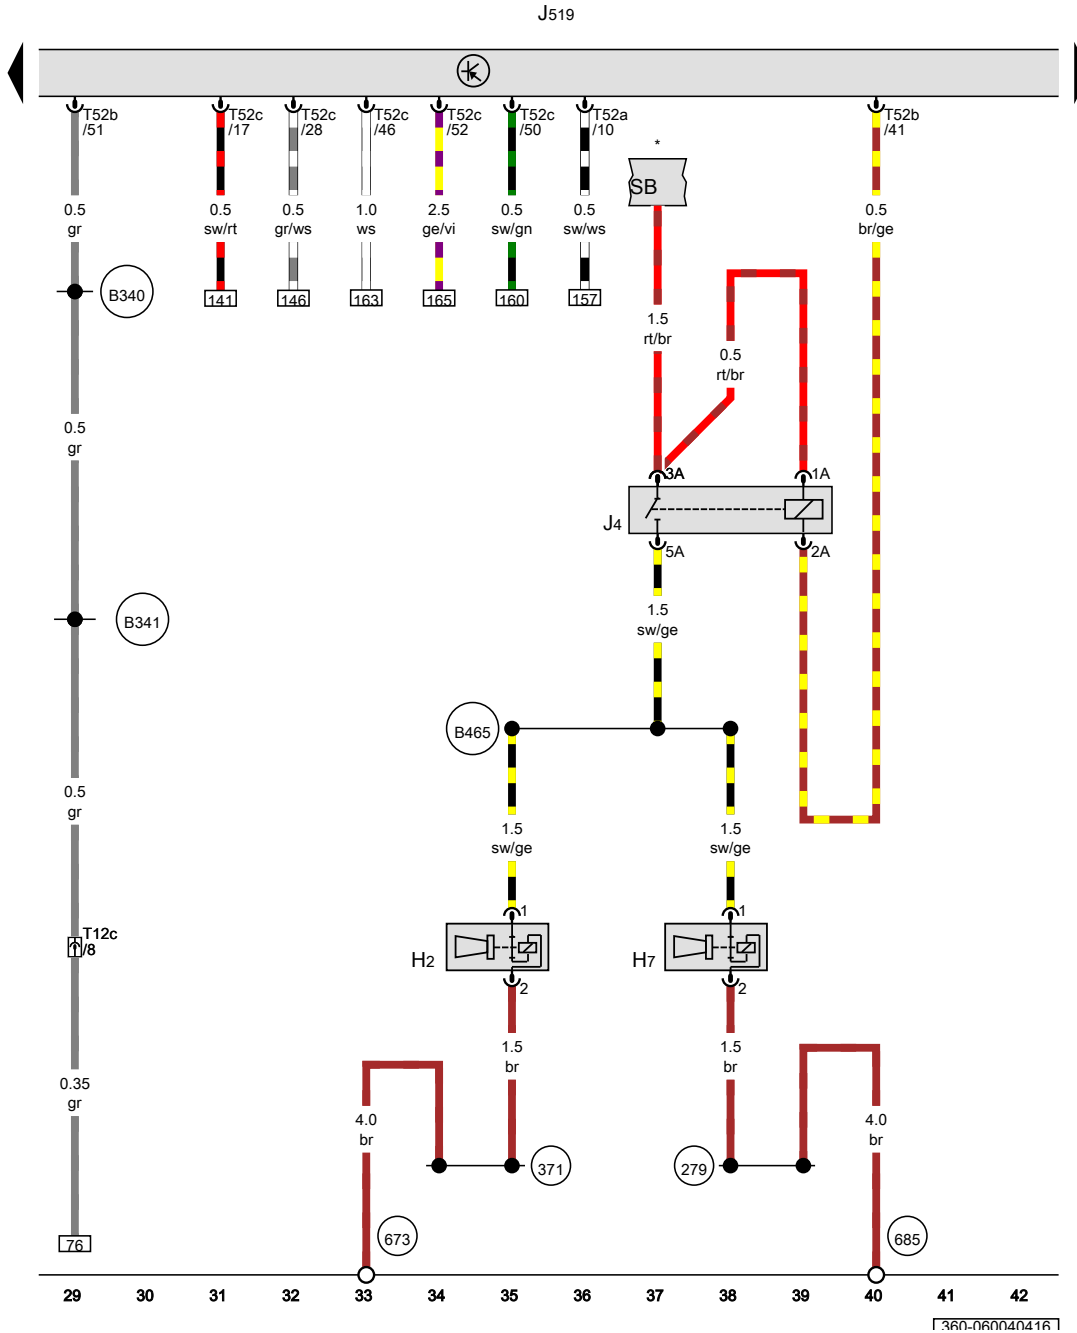 J519
T52b
/51
T52c
/17
T52c
/28
T52c
/46
T52c
/52
T52c
/50
T52a
/10
T52b
/41
*
SB
0.5
gr
0.5
sw/rt
0.5
gr/ws
1.0
ws
2.5
ge/vi
0.5
sw/gn
0.5
sw/ws
0.5
br/ge
B340
141
146
163
165
160
157
1.5
rt/br
0.5
rt/br
0.5
gr
3A
1A
J4
5A
2A
B341
1.5
sw/ge
B465
0.5
gr
1.5
sw/ge
1.5
sw/ge
1
1
T12c
/8
H2
H7
2
2
1.5
br
1.5
br
0.35
gr
4.0
br
4.0
br
371
279
76
673
685
29 30 31 32 33 34 35 36 37 38 39 40 41 42
360-060040416